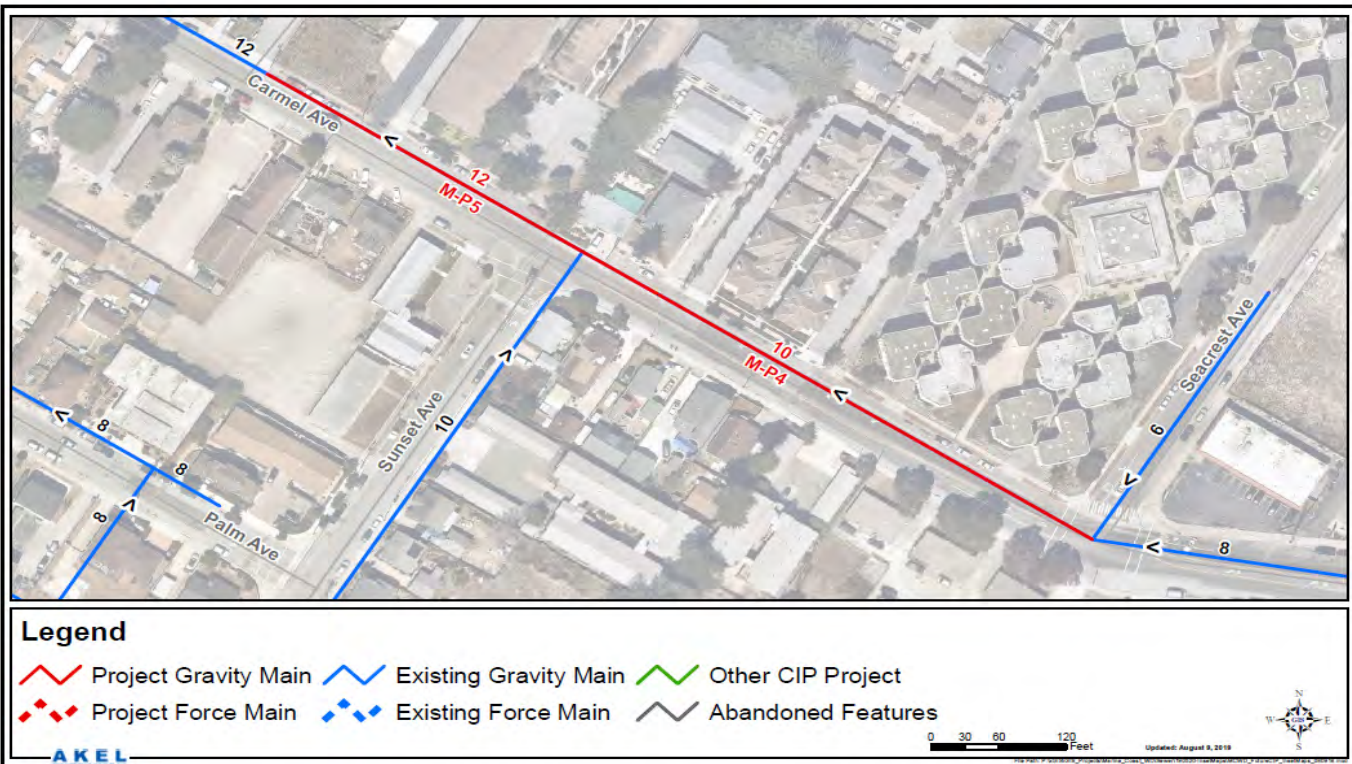 12
Carmel Ave
<
12
M-P5
10
M-P4
<
Seacrest Ave
6
<
<
8
<
10
Sunset Ave
<
8
8
<
8
Palm Ave
Legend
Project Gravity Main
Existing Gravity Main
Other CIP Project
Project Force Main
Existing Force Main
Abandoned Features
N
W GIS E
S
0 30 60 120
Feet
Updated: August 9, 2019
AKEL